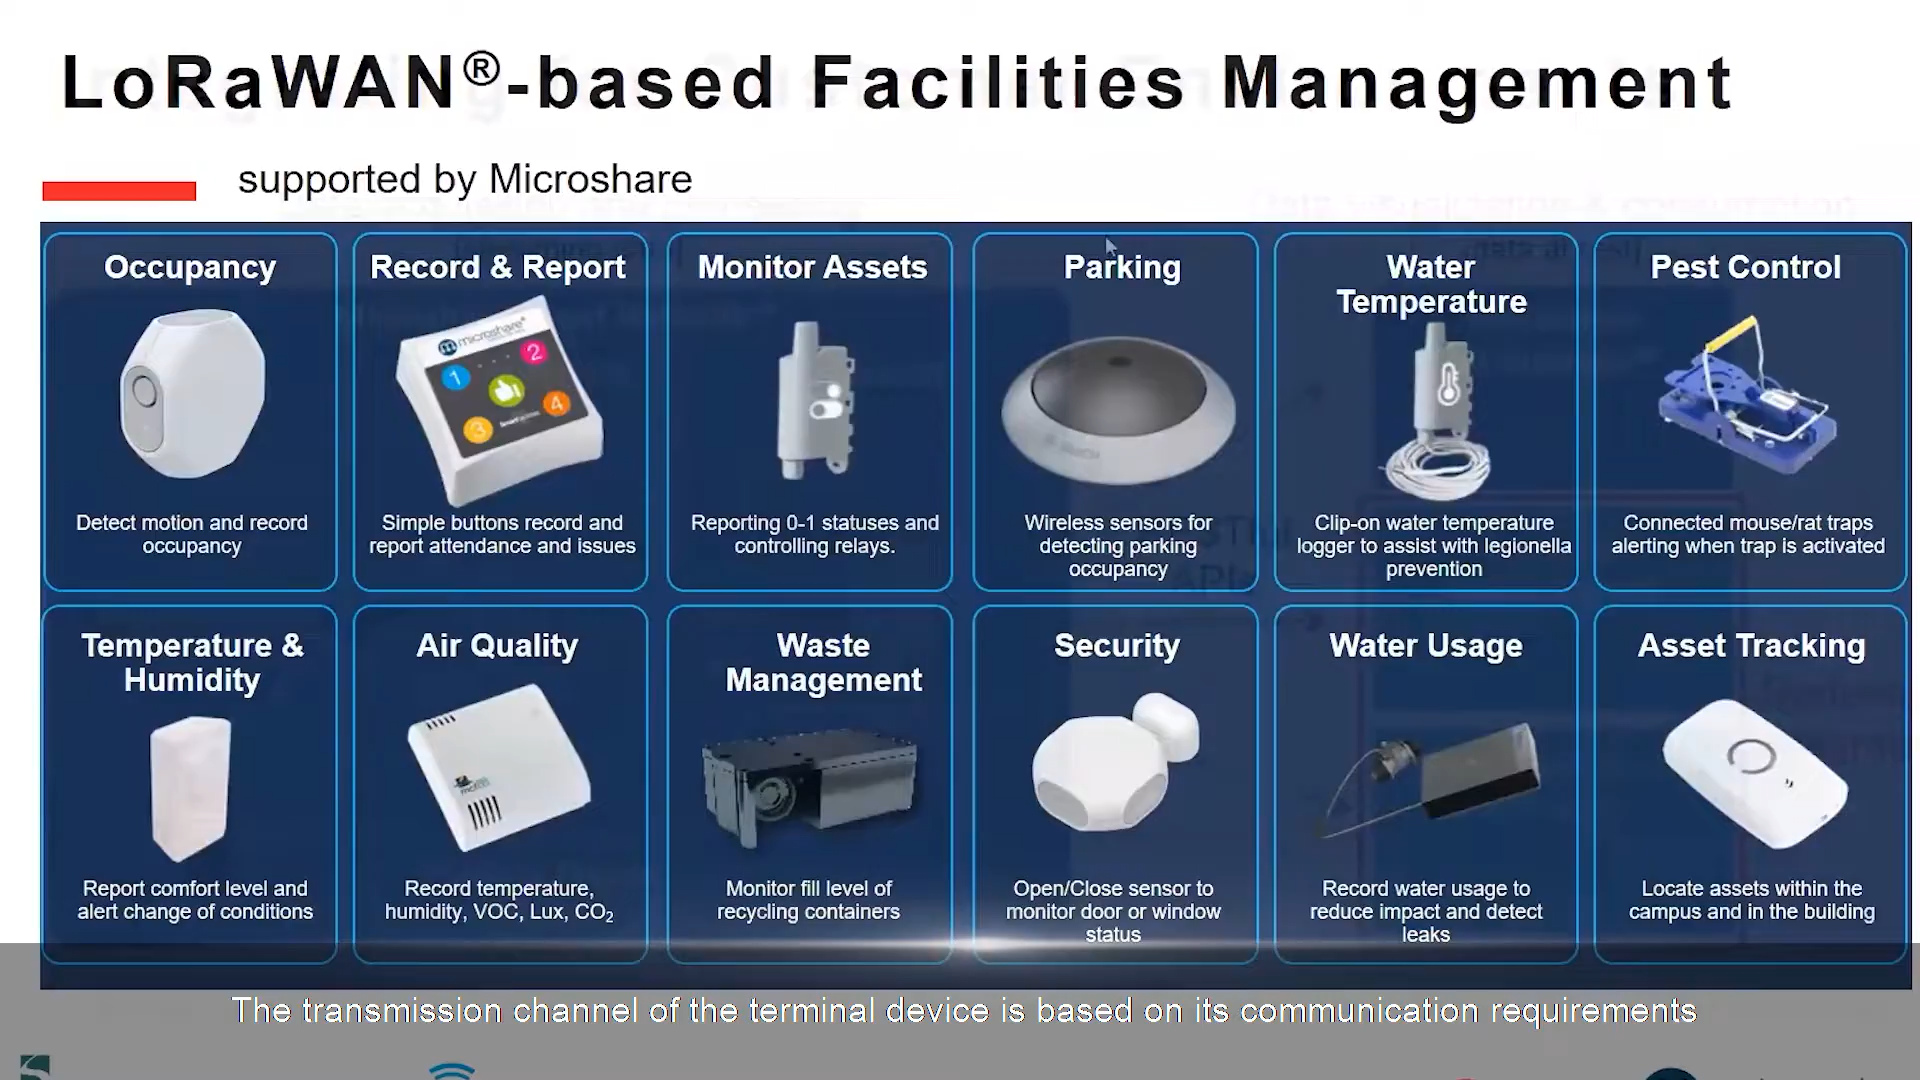 LoRaWAN®-based Facilities Management
supported by Microshare
Occupancy
Detect motion and record
occupancy
Record & Report
microshare
1
2
3
4
Simple buttons record and
report attendance and issues
Monitor Assets
Reporting 0-1 statuses and
controlling relays.
Parking
Wireless sensors for
detecting parking
occupancy
Water
Temperature
Clip-on water temperature
logger to assist with legionella
prevention
Pest Control
Connected mouse/rat traps
alerting when trap is activated
Temperature &
Humidity
Report comfort level and
alert change of conditions
Air Quality
Record temperature,
humidity, VOC, Lux, CO₂
Waste
Management
Monitor fill level of
recycling containers
Security
Open/Close sensor to
monitor door or window
status
Water Usage
Record water usage to
reduce impact and detect
leaks
Asset Tracking
Locate assets within the
campus and in the building
The transmission channel of the terminal device is based on its communication requirements